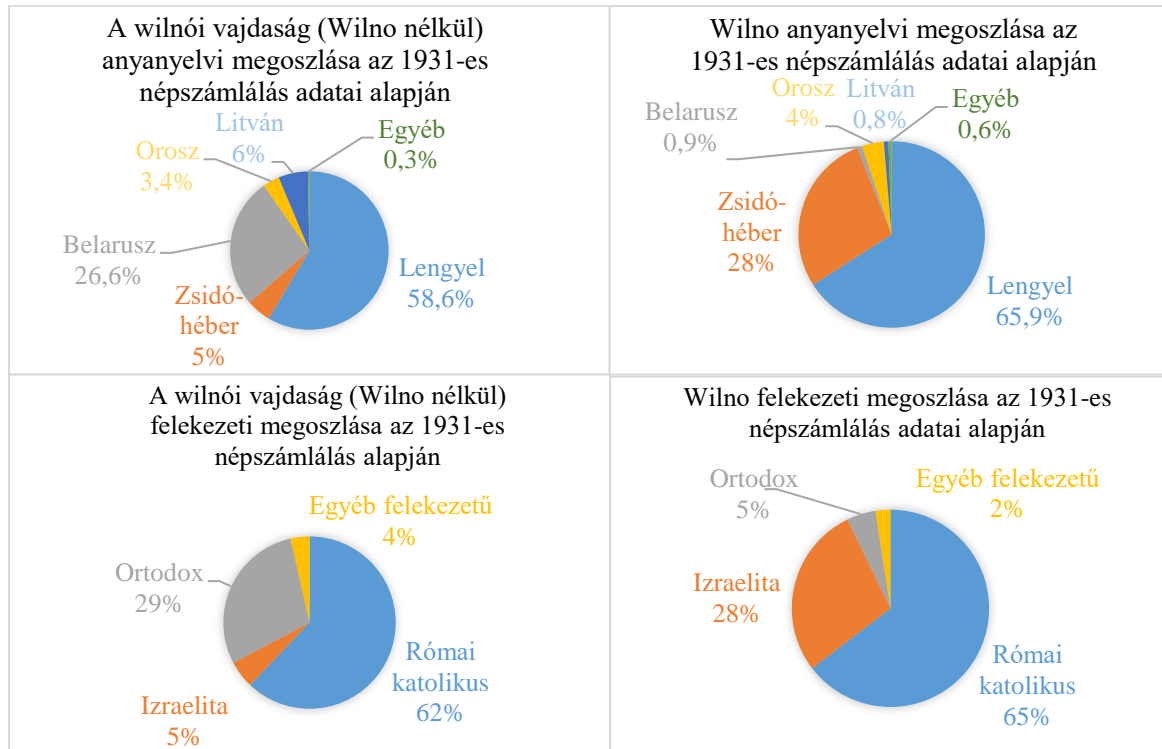 A wilnói vajdaság (Wilno nélkül)
anyanyelvi megoszlása az 1931-es
népszámlálás adatai alapján
Litván
6%
Egyéb
0,3%
Orosz
3,4%
Belarusz
26,6%
Lengyel
58,6%
Zsidó-
héber
5%
Wilno anyanyelvi megoszlása az
1931-es népszámlálás adatai alapján
Orosz
4%
Litván
0,8%
Egyéb
0,6%
Belarusz
0,9%
Zsidó-
héber
28%
Lengyel
65,9%
A wilnói vajdaság (Wilno nélkül)
felekezeti megoszlása az 1931-es
népszámlálás alapján
Egyéb felekezetű
4%
Ortodox
29%
Római
katolikus
62%
Izraelita
5%
Wilno felekezeti megoszlása az 1931-es
népszámlálás adatai alapján
Ortodox
5%
Egyéb felekezetű
2%
Izraelita
28%
Római
katolikus
65%